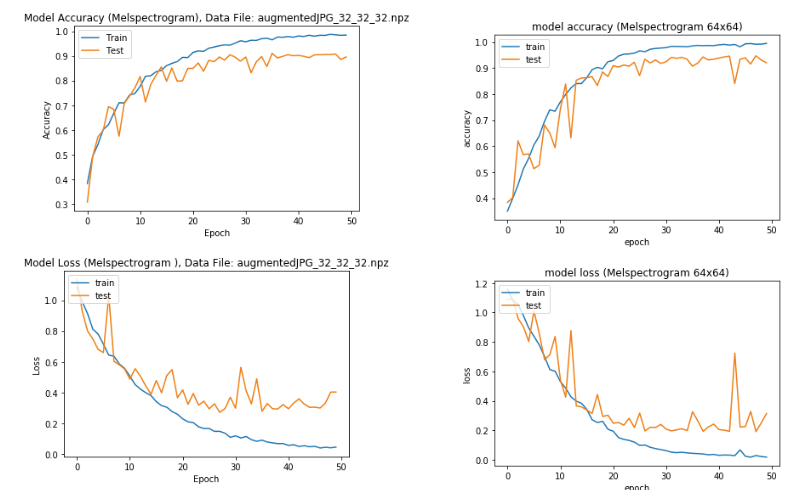 Model Accuracy (Melspectrogram), Data File: augmentedJPG_32_32_32.npz
1.0
0.9
0.8
0.7
0.6
0.5
0.4
0.3
Accuracy
Train
Test
0
10
20
30
40
50
Epoch
model accuracy (Melspectrogram 64x64)
1.0
0.9
0.8
0.7
0.6
0.5
0.4
accuracy
train
test
0
10
20
30
40
50
epoch
Model Loss (Melspectrogram ), Data File: augmentedJPG_32_32_32.npz
1.0
0.8
0.6
0.4
0.2
0.0
Loss
train
test
0
10
20
30
40
50
Epoch
model loss (Melspectrogram 64x64)
1.2
1.0
0.8
0.6
0.4
0.2
0.0
loss
train
test
0
10
20
30
40
50
epoch